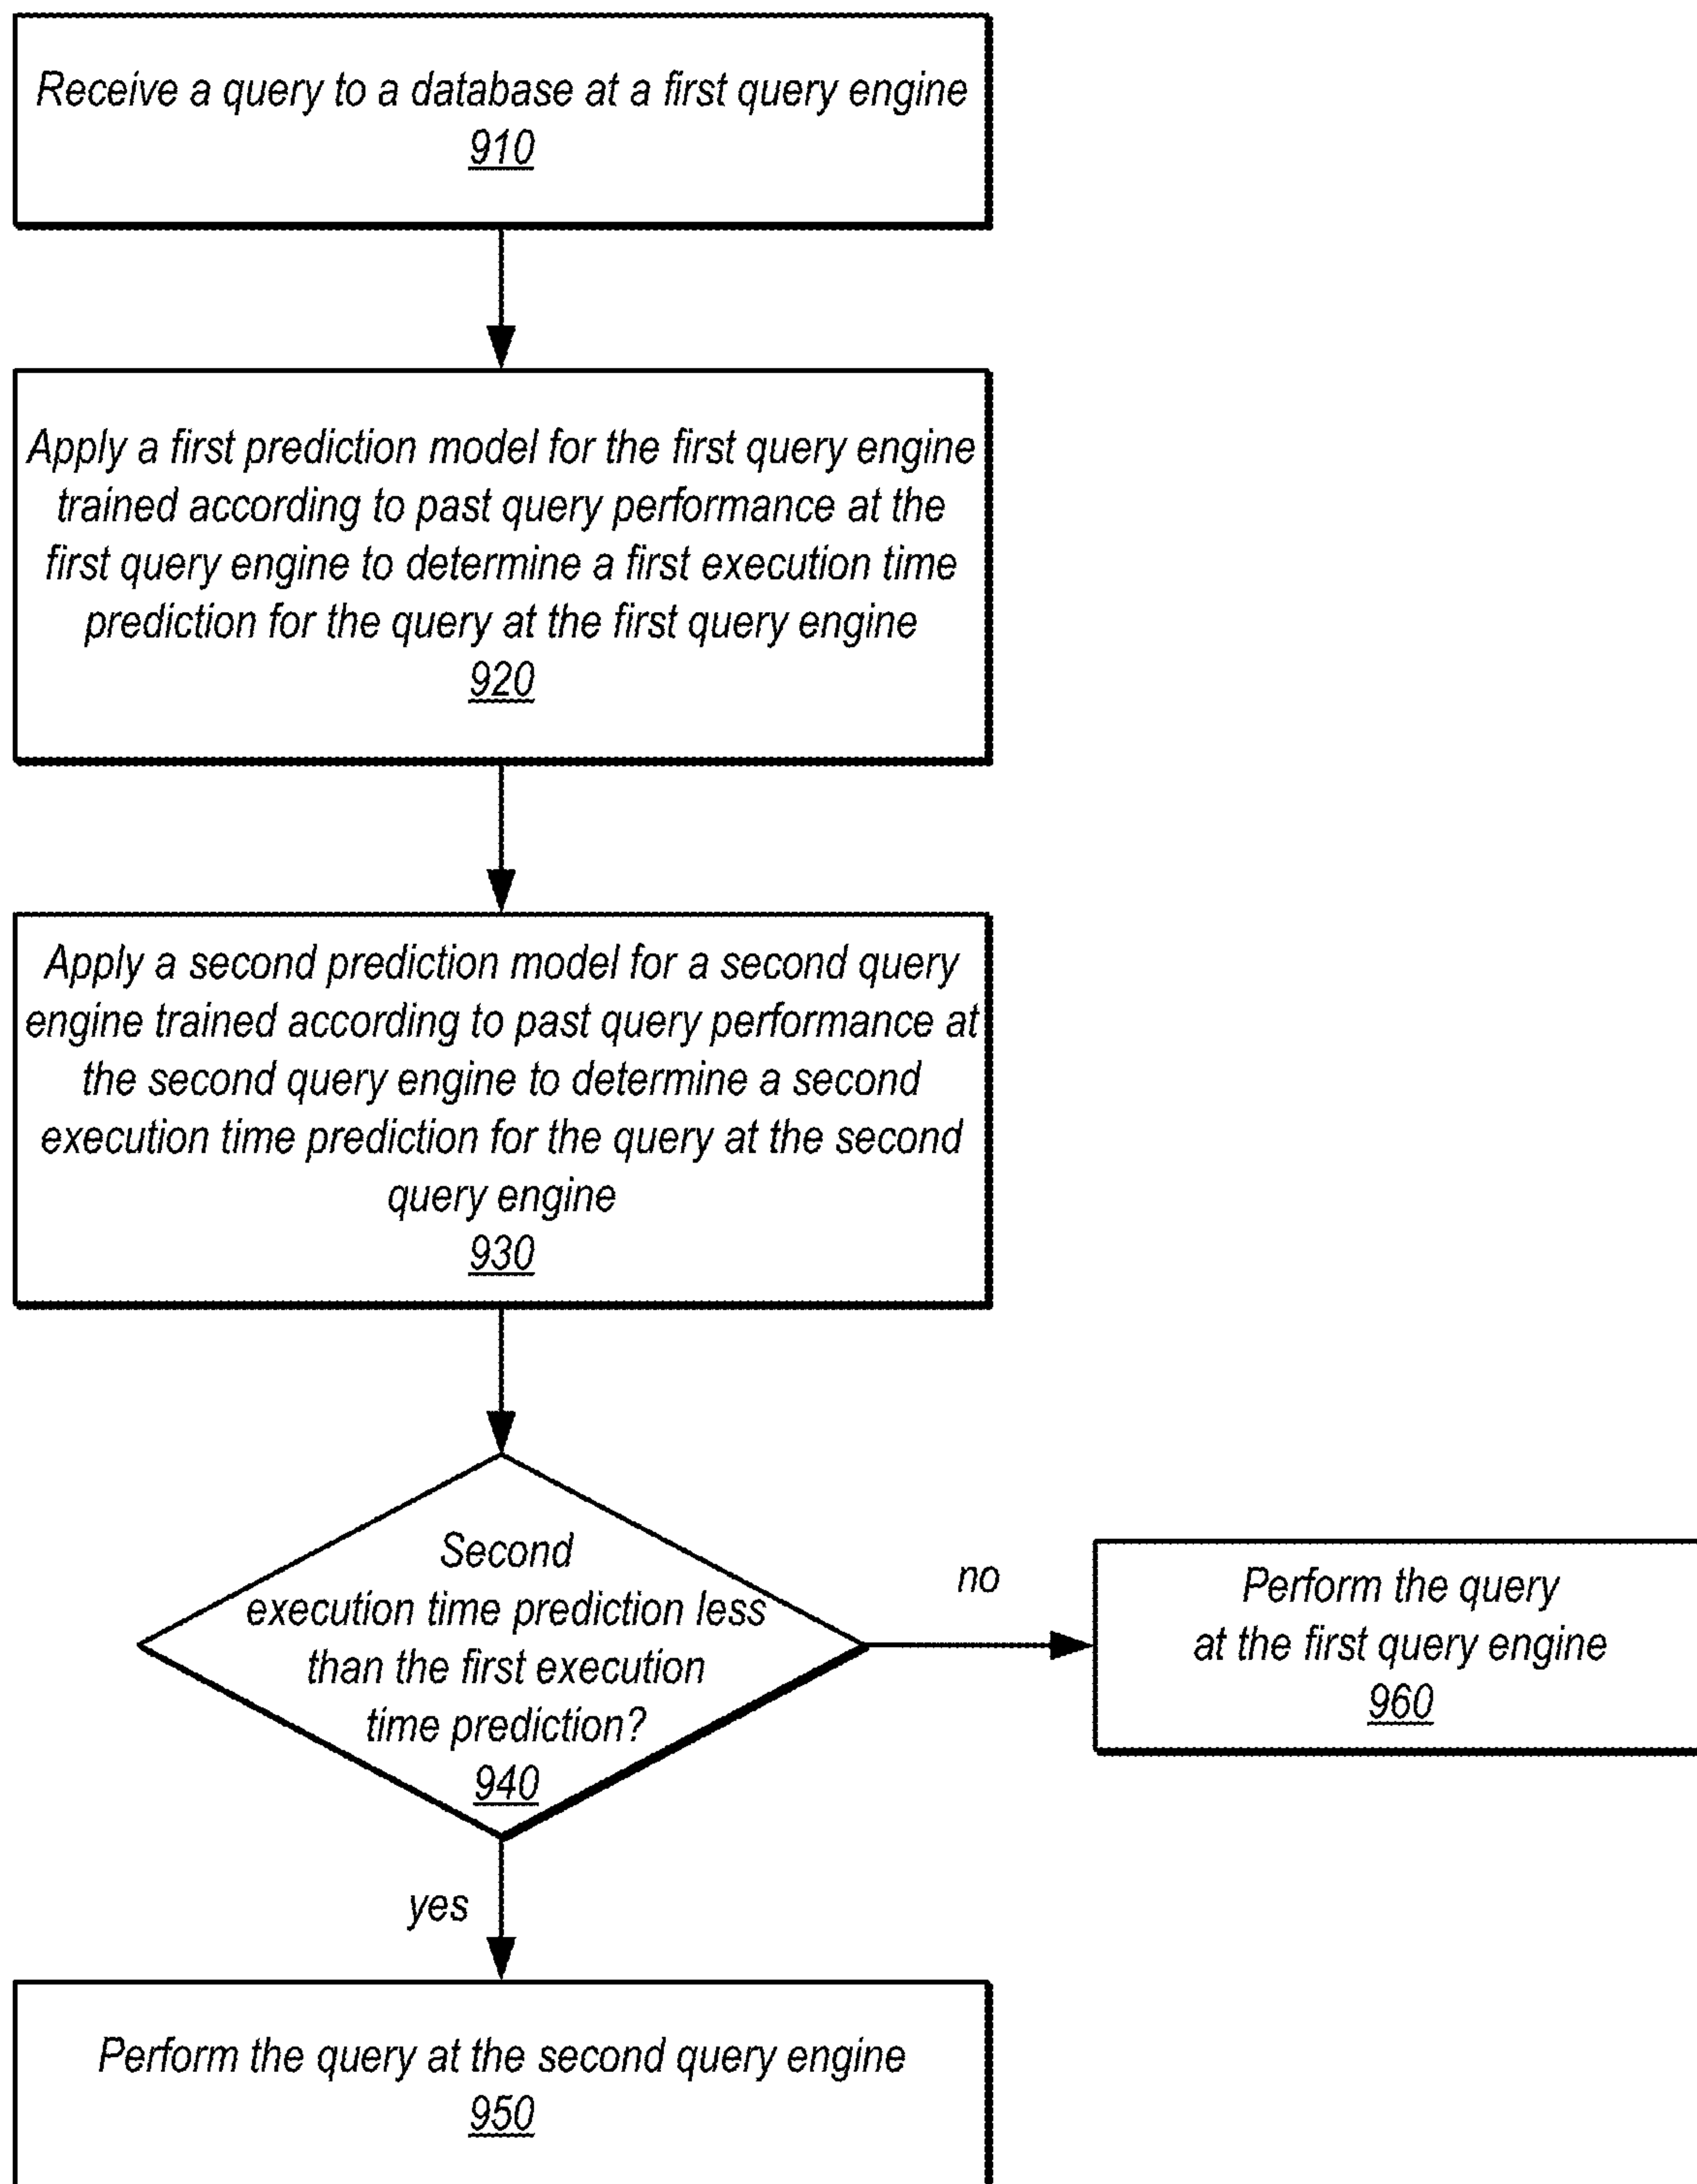 Receive a query to a database at a first query engine
910
Apply a first prediction model for the first query engine
trained according to past query performance at the
first query engine to determine a first execution time
prediction for the query at the first query engine
920
Apply a second prediction model for a second query
engine trained according to past query performance at
the second query engine to determine a second
execution time prediction for the query at the second
query engine
930
Second
execution time prediction less
than the first execution
time prediction?
940
no
Perform the query
at the first query engine
960
yes
Perform the query at the second query engine
950